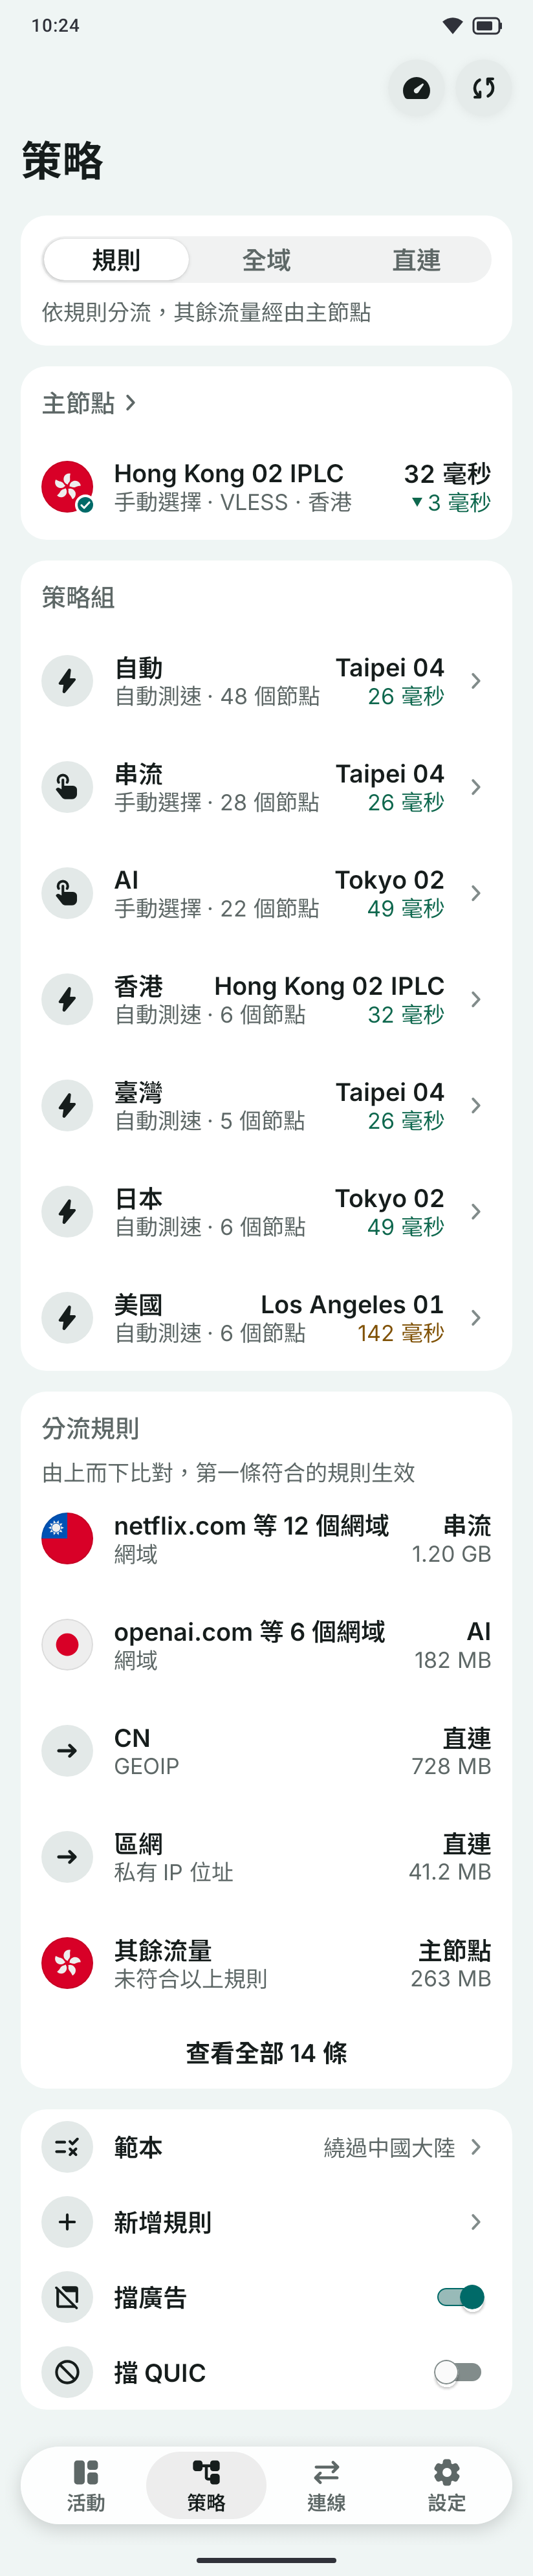 10:24
策略
規則 全域 直連
依規則分流，其餘流量經由主節點
主節點
Hong Kong 02 IPLC 32 毫秒
手動選擇 · VLESS · 香港 ▼3 毫秒
策略組
自動 Taipei 04
自動測速 · 48 個節點 26 毫秒
串流 Taipei 04
手動選擇 · 28 個節點 26 毫秒
AI Tokyo 02
手動選擇 · 22 個節點 49 毫秒
香港 Hong Kong 02 IPLC
自動測速 · 6 個節點 32 毫秒
臺灣 Taipei 04
自動測速 · 5 個節點 26 毫秒
日本 Tokyo 02
自動測速 · 6 個節點 49 毫秒
美國 Los Angeles 01
自動測速 · 6 個節點 142 毫秒
分流規則
由上而下比對，第一條符合的規則生效
netflix.com 等 12 個網域 串流
網域 1.20 GB
openai.com 等 6 個網域 AI
網域 182 MB
CN 直連
GEOIP 728 MB
區網 直連
私有 IP 位址 41.2 MB
其餘流量 主節點
未符合以上規則 263 MB
查看全部 14 條
範本 繞過中國大陸
新增規則
擋廣告
擋 QUIC
活動 策略 連線 設定